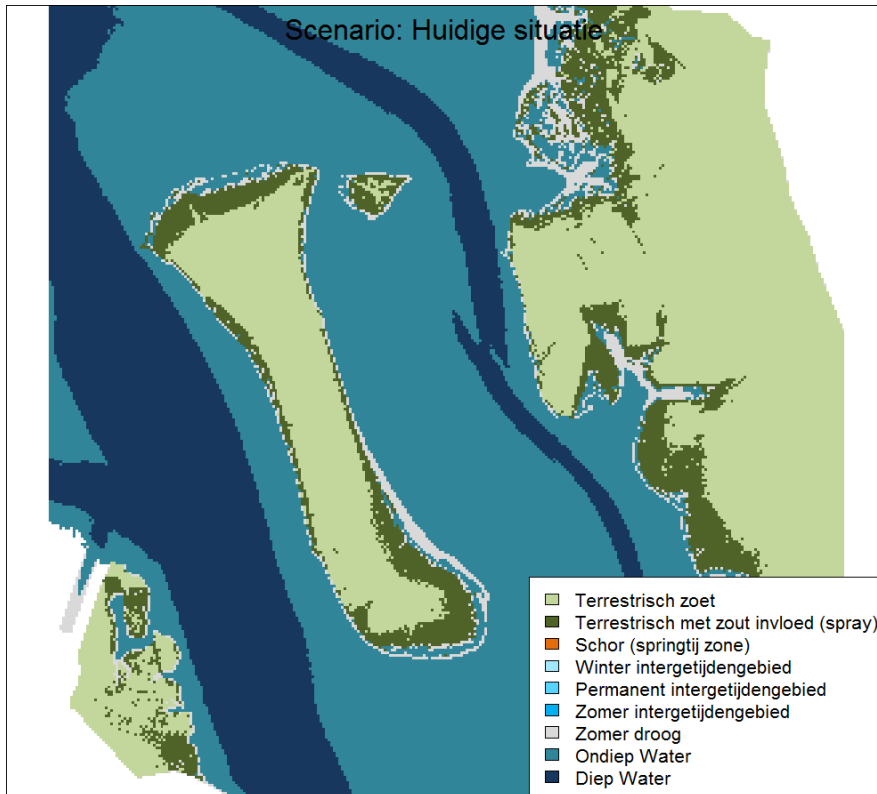 Scenario: Huidige situatie
Terrestrisch zoet
Terrestrisch met zout invloed (spray)
Schor (springtij zone)
Winter intergetijdengebied
Permanent intergetijdengebied
Zomer intergetijdengebied
Zomer droog
Ondiep Water
Diep Water